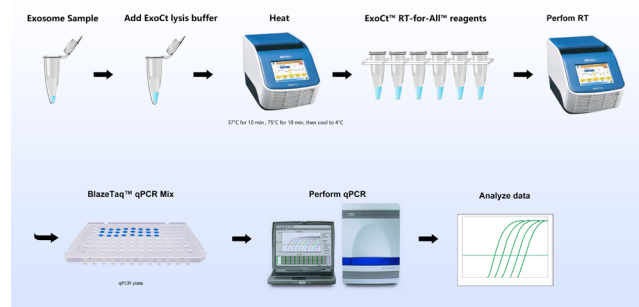 Exosome Sample
Add ExoCt lysis buffer
Heat
ExoCt™ RT-for-All™ reagents
Perfom RT
37°C for 10 min , 75°C for 10 min, then cool to 4°C
BlazeTaq™ qPCR Mix
Perform qPCR
Analyze data
qPCR plate